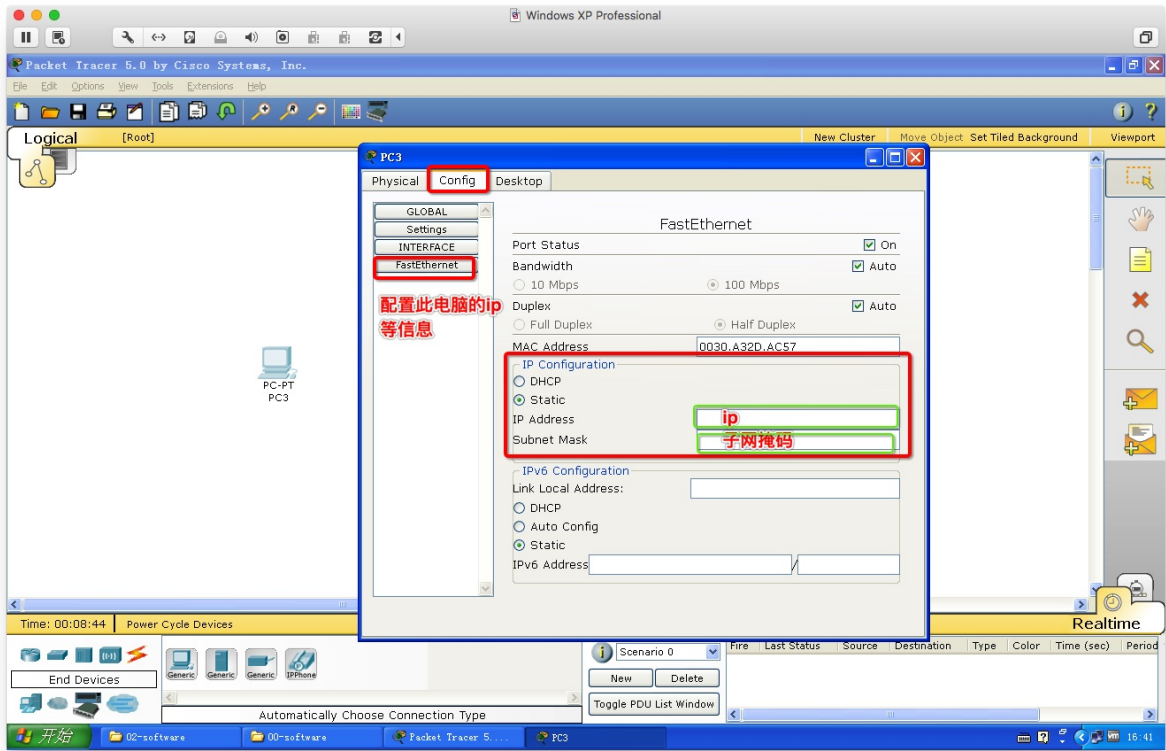 Windows XP Professional
Packet Tracer 5.0 by Cisco Systems, Inc.
File Edit Options View Tools Extensions Help
Logical [Root] New Cluster Move Object Set Tiled Background Viewport
PC3
Physical Config Desktop
GLOBAL
Settings
INTERFACE
FastEthernet
配置此电脑的ip
等信息
FastEthernet
Port Status On
Bandwidth Auto
10 Mbps 100 Mbps
Duplex Auto
Full Duplex Half Duplex
MAC Address 0030.A32D.AC57
IP Configuration
DHCP
Static
IP Address ip
Subnet Mask 子网掩码
IPv6 Configuration
Link Local Address:
DHCP
Auto Config
Static
IPv6 Address /
PC-PT
PC3
Time: 00:08:44 Power Cycle Devices Realtime
End Devices
Generic Generic Generic IPPhone
Automatically Choose Connection Type
Scenario 0
New Delete
Toggle PDU List Window
Fire Last Status Source Destination Type Color Time (sec) Period
开始 02-software 00-software Packet Tracer 5.... PC3 16:41